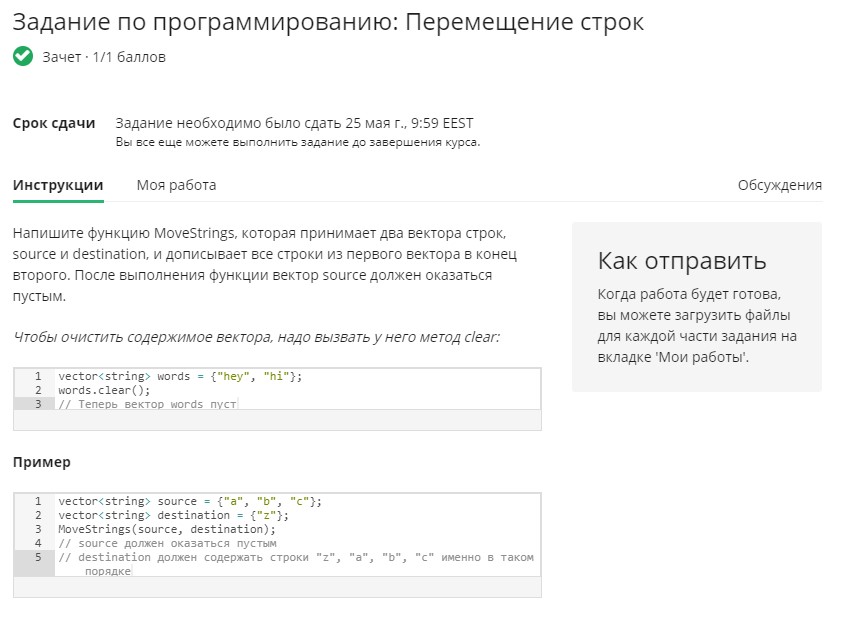 Задание по программированию: Перемещение строк
Зачет · 1/1 баллов
Срок сдачи Задание необходимо было сдать 25 мая г., 9:59 EEST
Вы все еще можете выполнить задание до завершения курса.
Инструкции Моя работа Обсуждения
Напишите функцию MoveStrings, которая принимает два вектора строк,
source и destination, и дописывает все строки из первого вектора в конец
второго. После выполнения функции вектор source должен оказаться
пустым.
Чтобы очистить содержимое вектора, надо вызвать у него метод clear:
1 vector<string> words = {"hey", "hi"};
2 words.clear();
3 // Теперь вектор words пуст
Пример
1 vector<string> source = {"a", "b", "c"};
2 vector<string> destination = {"z"};
3 MoveStrings(source, destination);
4 // source должен оказаться пустым
5 // destination должен содержать строки "z", "a", "b", "c" именно в таком
порядке
Как отправить
Когда работа будет готова,
вы можете загрузить файлы
для каждой части задания на
вкладке 'Мои работы'.